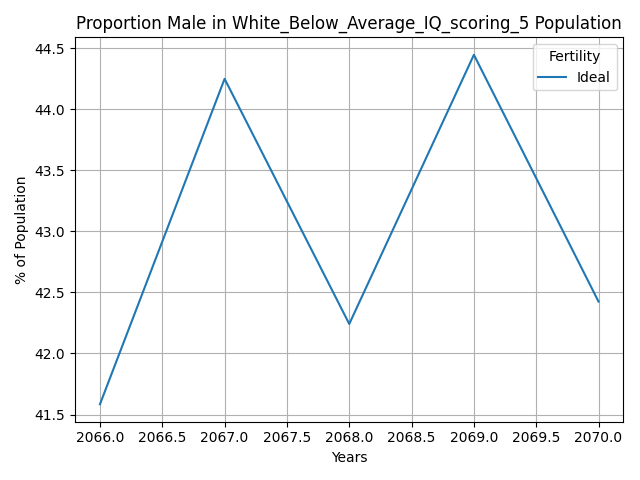 Proportion Male in White_Below_Average_IQ_scoring_5 Population
Fertility
Ideal
44.5
44.0
43.5
43.0
42.5
42.0
41.5
% of Population
2066.0 2066.5 2067.0 2067.5 2068.0 2068.5 2069.0 2069.5 2070.0
Years